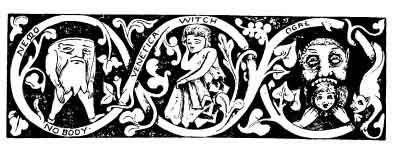 NEMO
NO BODY.
VENEFICA
WITCH
OGRE